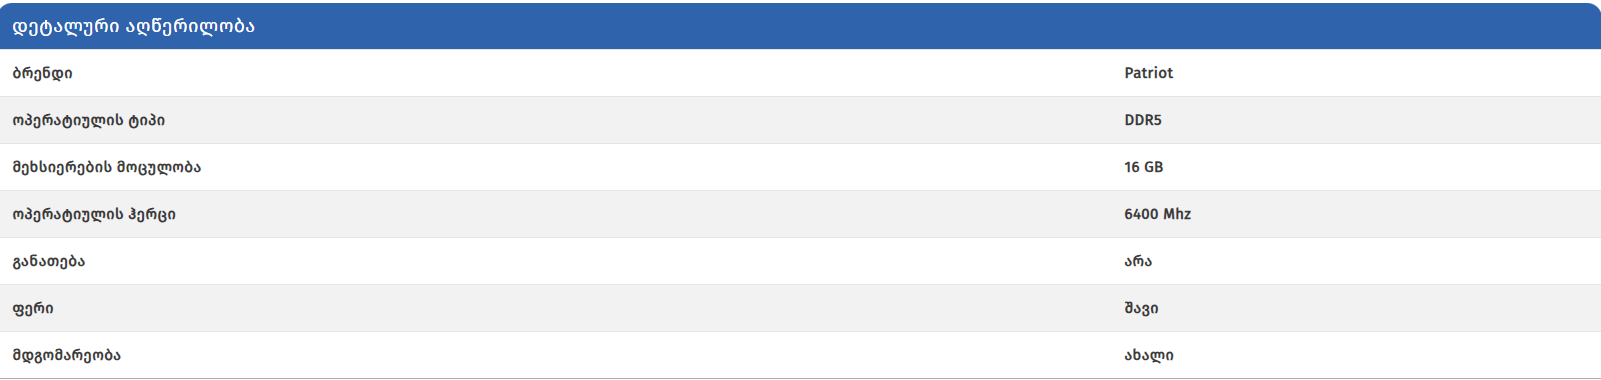 დეტალური აღწერილობა
ბრენდი Patriot
ოპერატიულის ტიპი DDR5
მეხსიერების მოცულობა 16 GB
ოპერატიულის ჰერცი 6400 Mhz
განათება არა
ფერი შავი
მდგომარეობა ახალი